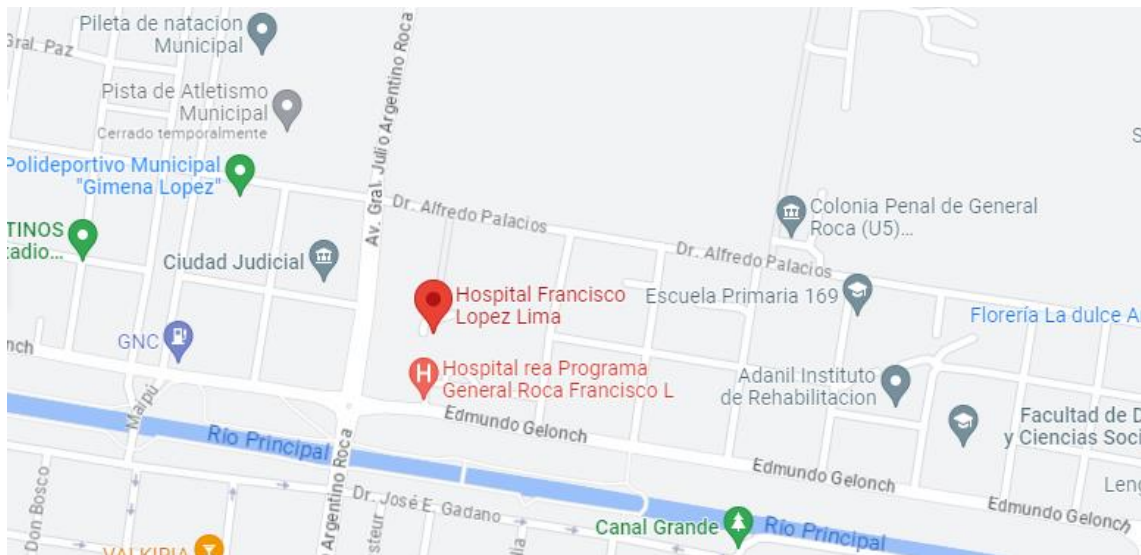 Pileta de natacion
Municipal
Gral. Paz
Pista de Atletismo
Municipal
Cerrado temporalmente
Av. Gral. Julio Argentino Roca
Polideportivo Municipal
"Gimena Lopez"
TINOS
tadio...
Ciudad Judicial
Dr. Alfredo Palacios
Colonia Penal de General
Roca (U5)...
Dr. Alfredo Palacios
Hospital Francisco
Lopez Lima
Escuela Primaria 169
Florería La dulce A
GNC
nch
Hospital rea Programa
General Roca Francisco L
Adanil Instituto
de Rehabilitacion
Maipú
Edmundo Gelonch
Facultad de D
y Ciencias Soci
Río Principal
Edmundo Gelonch
Leng
Edmundo Gelonch
Don Bosco
Argentino Roca
Dr. José E. Gadano
steur
lia
Canal Grande
Río Principal
VALKIRIA
S